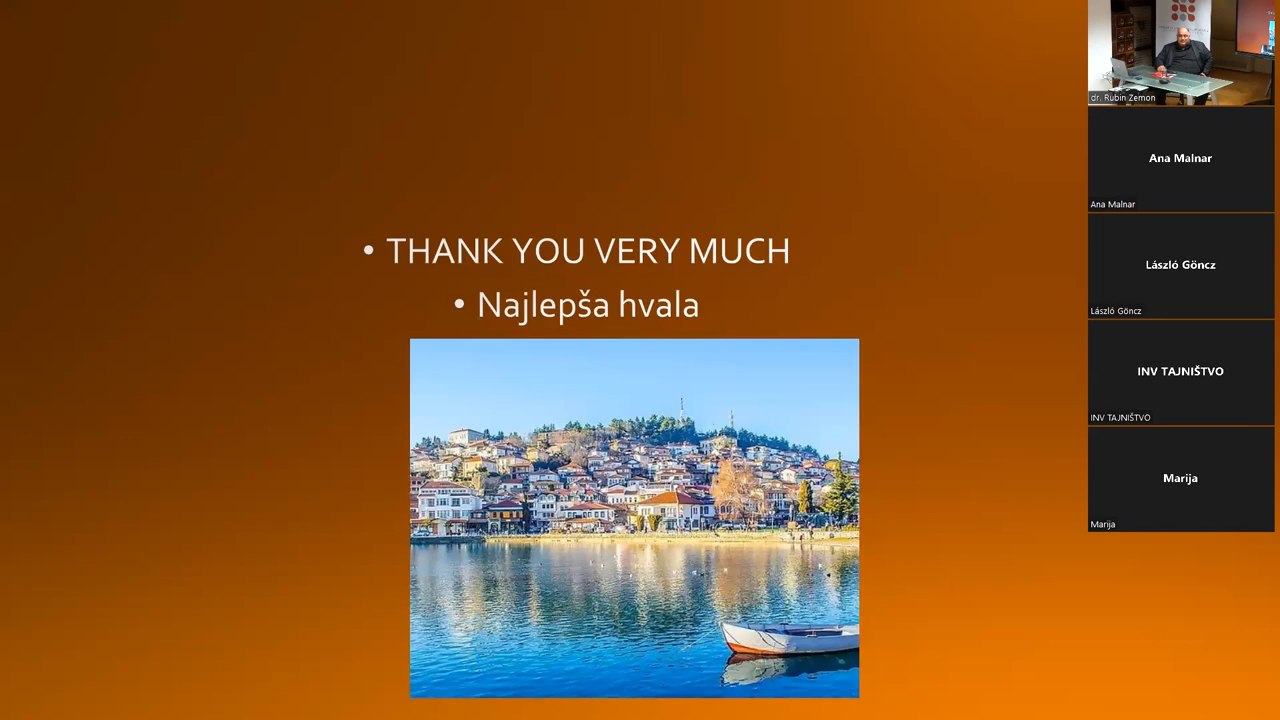 • THANK YOU VERY MUCH
• Najlepša hvala
dr. Rubin Zemon
Ana Malnar
Ana Malnar
László Göncz
László Göncz
INV TAJNIŠTVO
INV TAJNIŠTVO
Marija
Marija